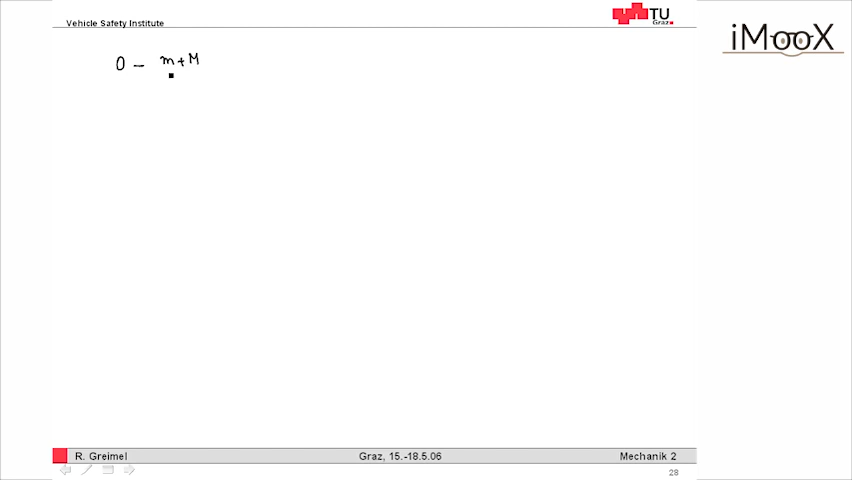 Vehicle Safety Institute
TU
Graz
iMooX
0 - m+M
R. Greimel
Graz, 15.-18.5.06
Mechanik 2
28